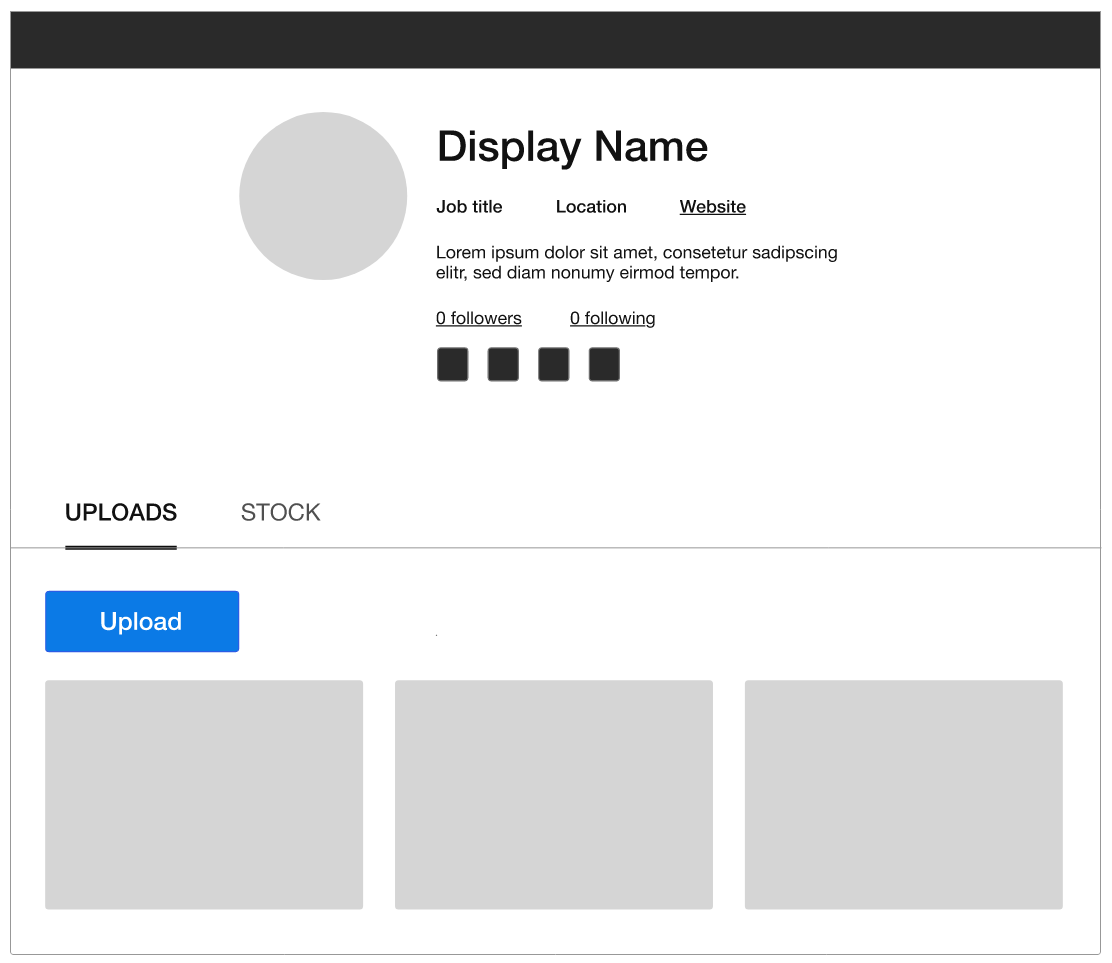 Display Name
Job title Location Website
Lorem ipsum dolor sit amet, consetetur sadipscing
elitr, sed diam nonumy eirmod tempor.
0 followers 0 following
UPLOADS STOCK
Upload